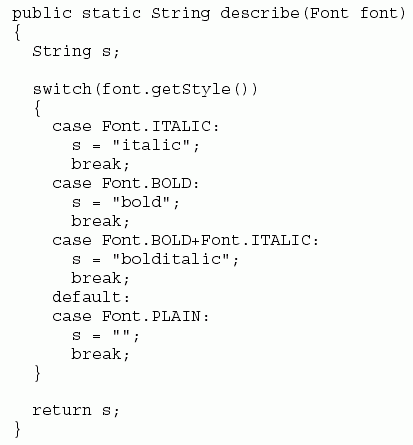 public static String describe(Font font)
{
  String s;

  switch(font.getStyle())
  {
    case Font.ITALIC:
      s = "italic";
      break;
    case Font.BOLD:
      s = "bold";
      break;
    case Font.BOLD+Font.ITALIC:
      s = "bolditalic";
      break;
    default:
    case Font.PLAIN:
      s = "";
      break;
  }

  return s;
}